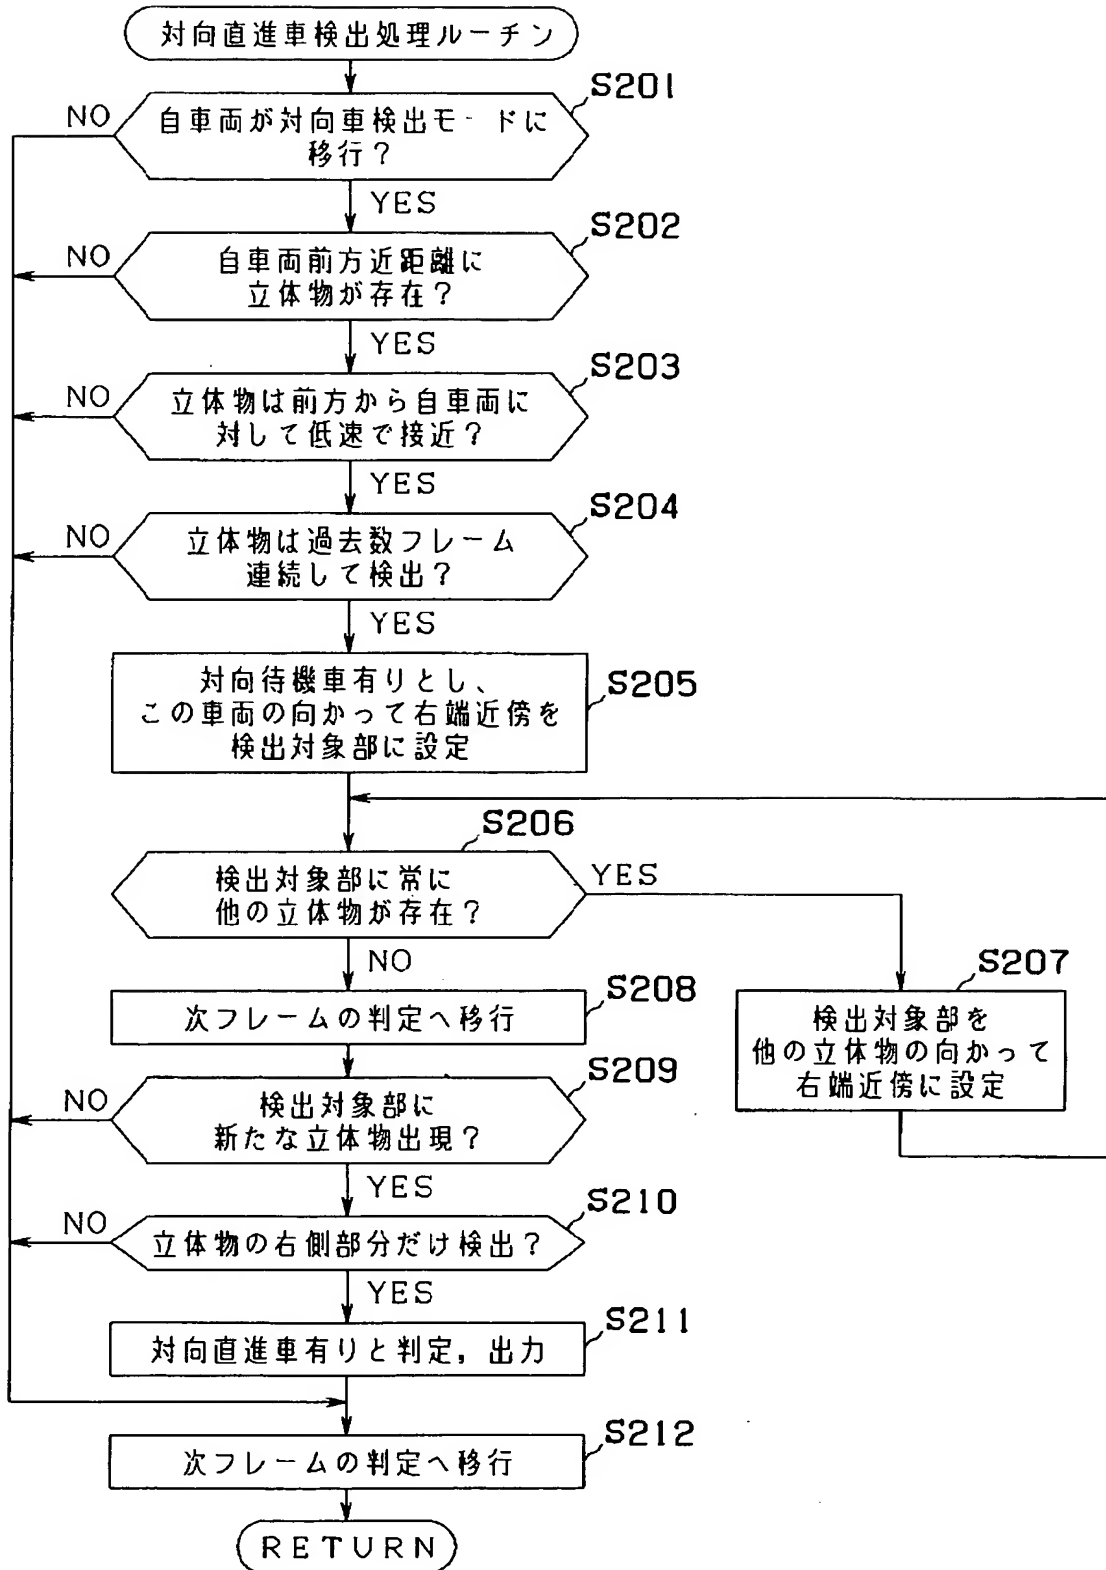 対向直進車検出処理ルーチン
S201
NO
自車両が対向車検出モードに
移行?
YES
S202
NO
自車両前方近距離に
立体物が存在?
YES
S203
NO
立体物は前方から自車両に
対して低速で接近?
YES
S204
NO
立体物は過去数フレーム
連続して検出?
YES
S205
対向待機車有りとし、
この車両の向かって右端近傍を
検出対象部に設定
S206
検出対象部に常に
他の立体物が存在?
YES
NO
S207
検出対象部を
他の立体物の向かって
右端近傍に設定
S208
次フレームの判定へ移行
S209
NO
検出対象部に
新たな立体物出現?
YES
S210
NO
立体物の右側部分だけ検出?
YES
S211
対向直進車有りと判定,出力
S212
次フレームの判定へ移行
RETURN